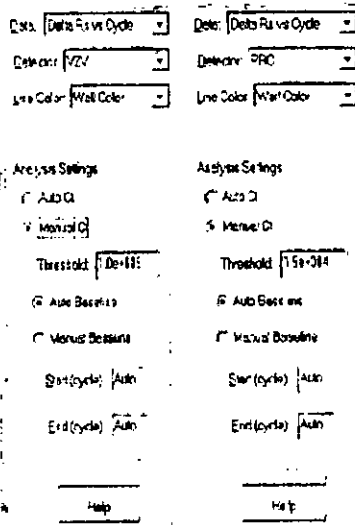 Data: Delta Rn vs Cycle
Detector: VZV
Line Color: Well Color
Analysis Settings
Auto Ct
Manual Ct
Threshold:
Auto Baseline
Manual Baseline
Start (cycle): Auto
End (cycle): Auto
Help
Data: Delta Rn vs Cycle
Detector: PRC
Line Color: Well Color
Analysis Settings
Auto Ct
Manual Ct
Threshold:
Auto Baseline
Manual Baseline
Start (cycle): Auto
End (cycle): Auto
Help